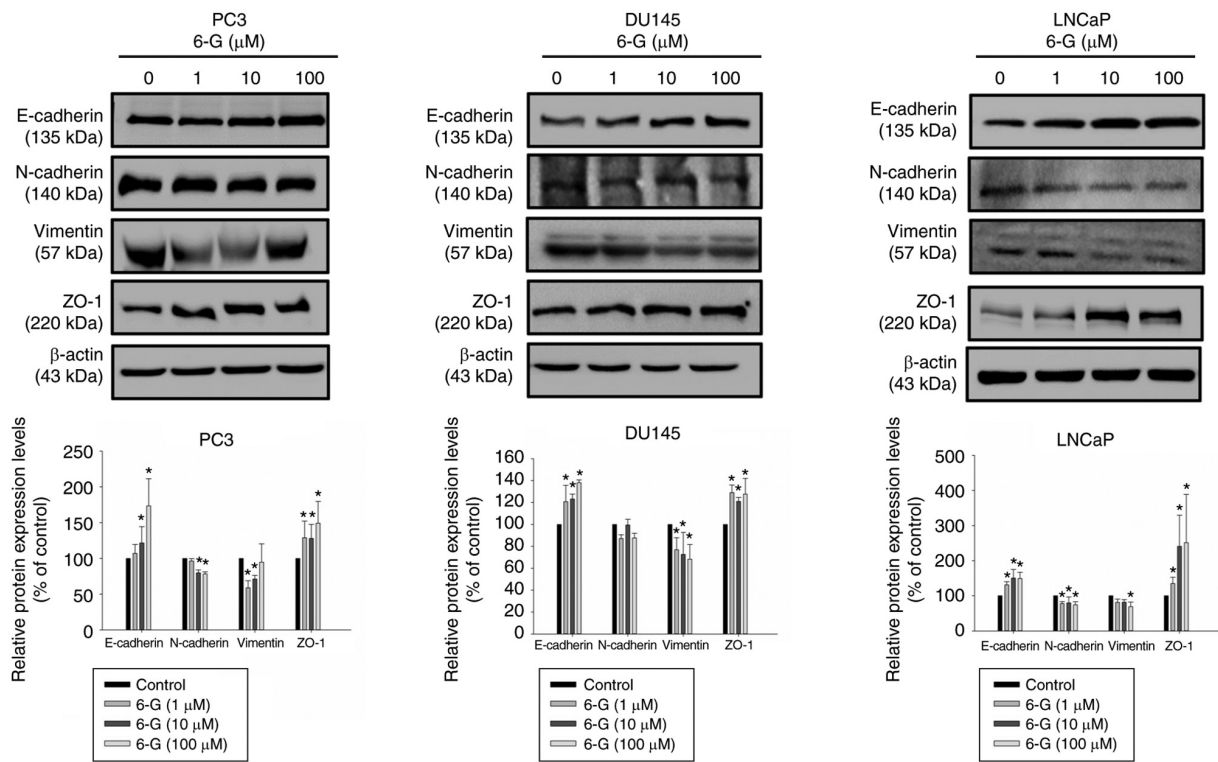 PC3
6-G (μM)
0 1 10 100
E-cadherin
(135 kDa)
N-cadherin
(140 kDa)
Vimentin
(57 kDa)
ZO-1
(220 kDa)
β-actin
(43 kDa)
DU145
6-G (μM)
0 1 10 100
E-cadherin
(135 kDa)
N-cadherin
(140 kDa)
Vimentin
(57 kDa)
ZO-1
(220 kDa)
β-actin
(43 kDa)
LNCaP
6-G (μM)
0 1 10 100
E-cadherin
(135 kDa)
N-cadherin
(140 kDa)
Vimentin
(57 kDa)
ZO-1
(220 kDa)
β-actin
(43 kDa)
PC3
Relative protein expression levels
(% of control)
250
200
150
100
50
0
* *
* *
* *
* * *
E-cadherin N-cadherin Vimentin ZO-1
Control
6-G (1 μM)
6-G (10 μM)
6-G (100 μM)
DU145
Relative protein expression levels
(% of control)
160
140
120
100
80
60
40
20
0
* * *
* * *
* * *
E-cadherin N-cadherin Vimentin ZO-1
Control
6-G (1 μM)
6-G (10 μM)
6-G (100 μM)
LNCaP
Relative protein expression levels
(% of control)
500
400
300
200
100
0
* * *
* * *
*
* * *
E-cadherin N-cadherin Vimentin ZO-1
Control
6-G (1 μM)
6-G (10 μM)
6-G (100 μM)